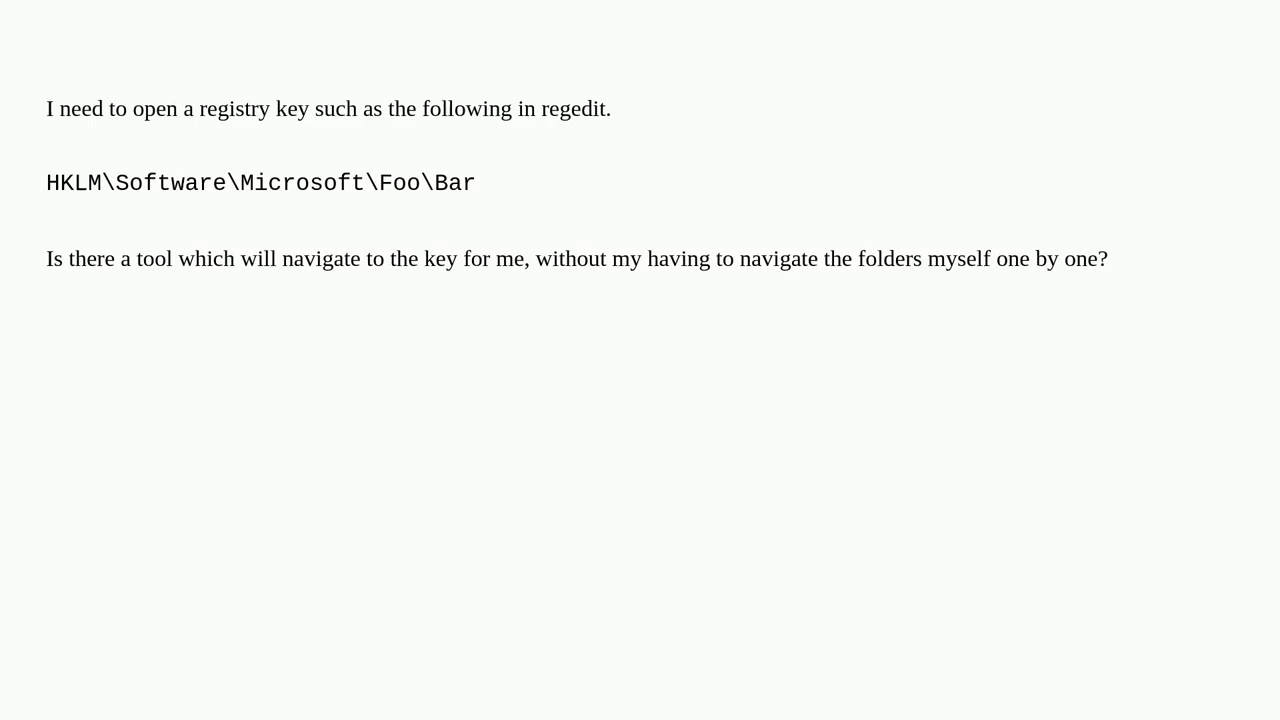 I need to open a registry key such as the following in regedit.
HKLM\Software\Microsoft\Foo\Bar
Is there a tool which will navigate to the key for me, without my having to navigate the folders myself one by one?